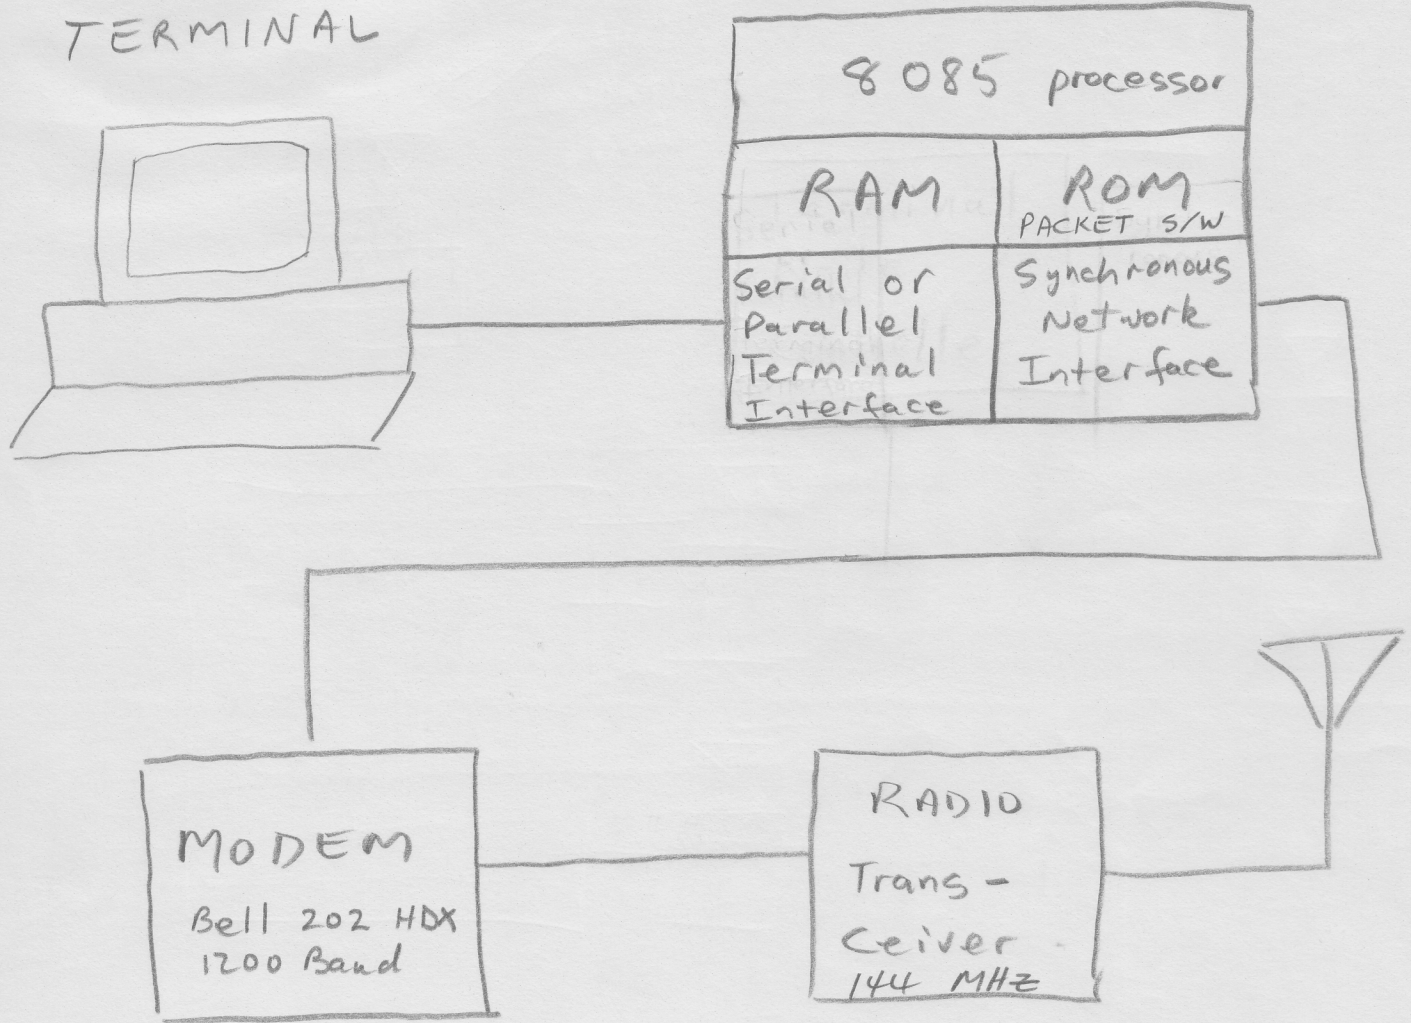 TERMINAL
8085 processor
RAM
ROM
PACKET S/W
Serial or
Parallel
Terminal
Interface
Synchronous
Network
Interface
MODEM
Bell 202 HDX
1200 Baud
RADIO
Trans-
Ceiver
144 MHZ